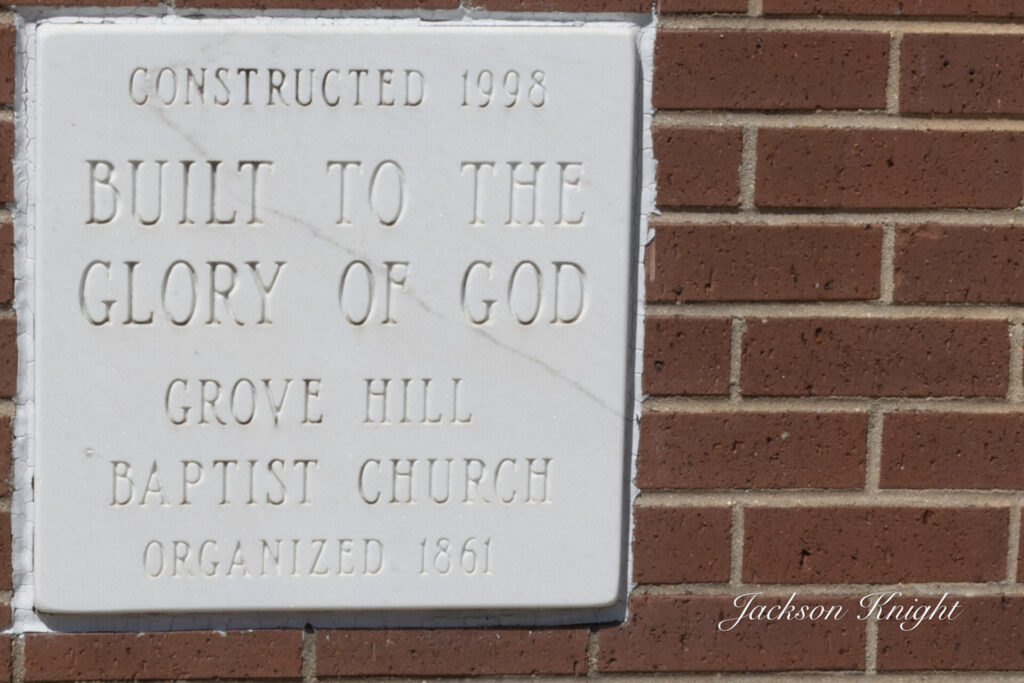 CONSTRUCTED 1998
BUILT TO THE
GLORY OF GOD
GROVE HILL
BAPTIST CHURCH
ORGANIZED 1861
Jackson Knight